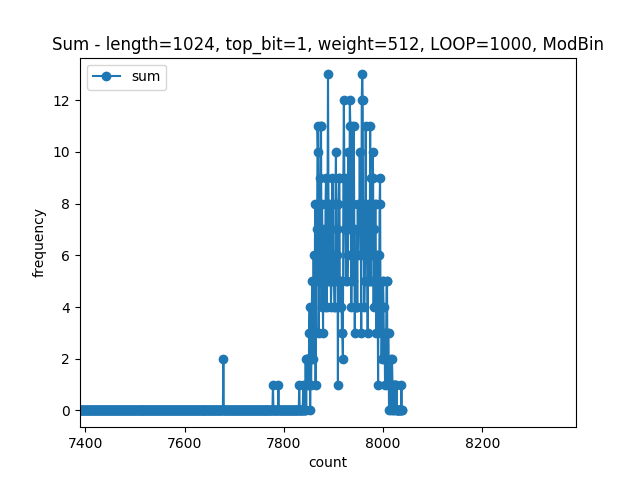 Sum - length=1024, top_bit=1, weight=512, LOOP=1000, ModBin
sum
12
10
8
6
4
2
0
frequency
7400 7600 7800 8000 8200
count